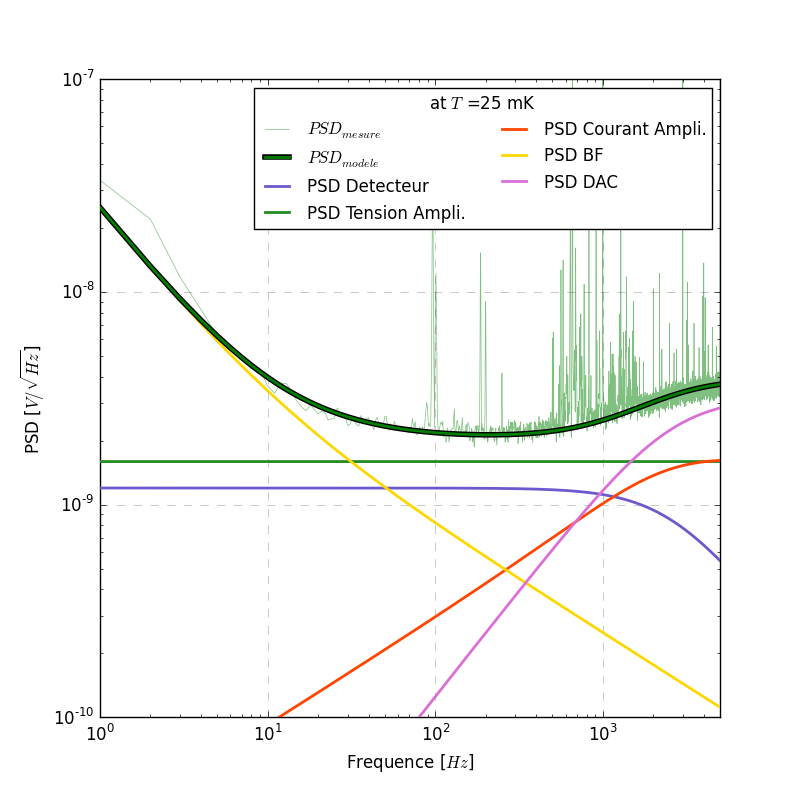 at T =25 mK
PSD_mesure
PSD_modele
PSD Detecteur
PSD Tension Ampli.
PSD Courant Ampli.
PSD BF
PSD DAC
10^-7
10^-8
10^-9
10^-10
PSD [V/√Hz]
10^0 10^1 10^2 10^3
Frequence [Hz]